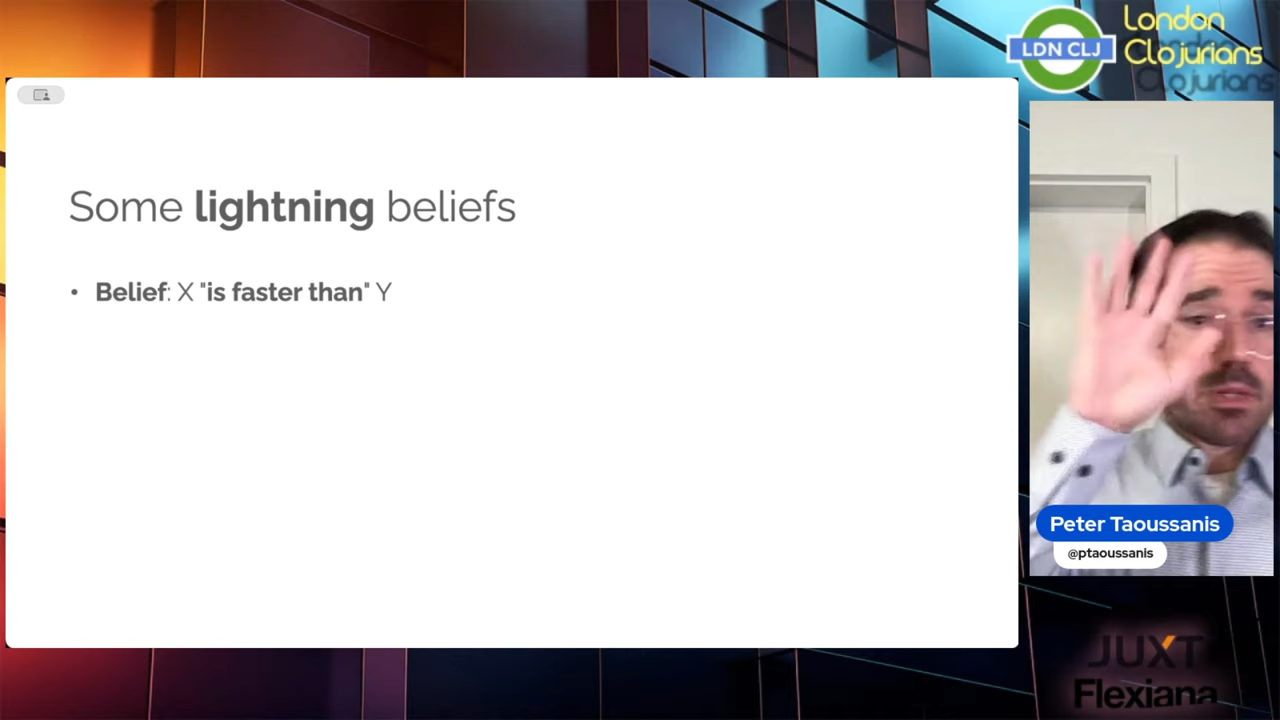 London
Clojurians
Clojurians
LDN CLJ
Some lightning beliefs
• Belief: X "is faster than" Y
Peter Taoussanis
@ptaoussanis
JUXT
Flexiana